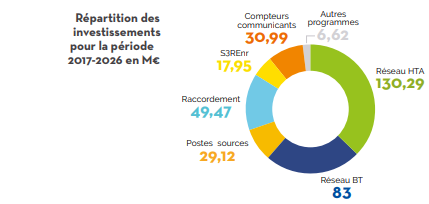 Répartition des
investissements
pour la période
2017-2026 en M€
Compteurs
communicants
30,99
Autres
programmes
6,62
S3REnr
17,95
Réseau HTA
130,29
Raccordement
49,47
Postes sources
29,12
Réseau BT
83